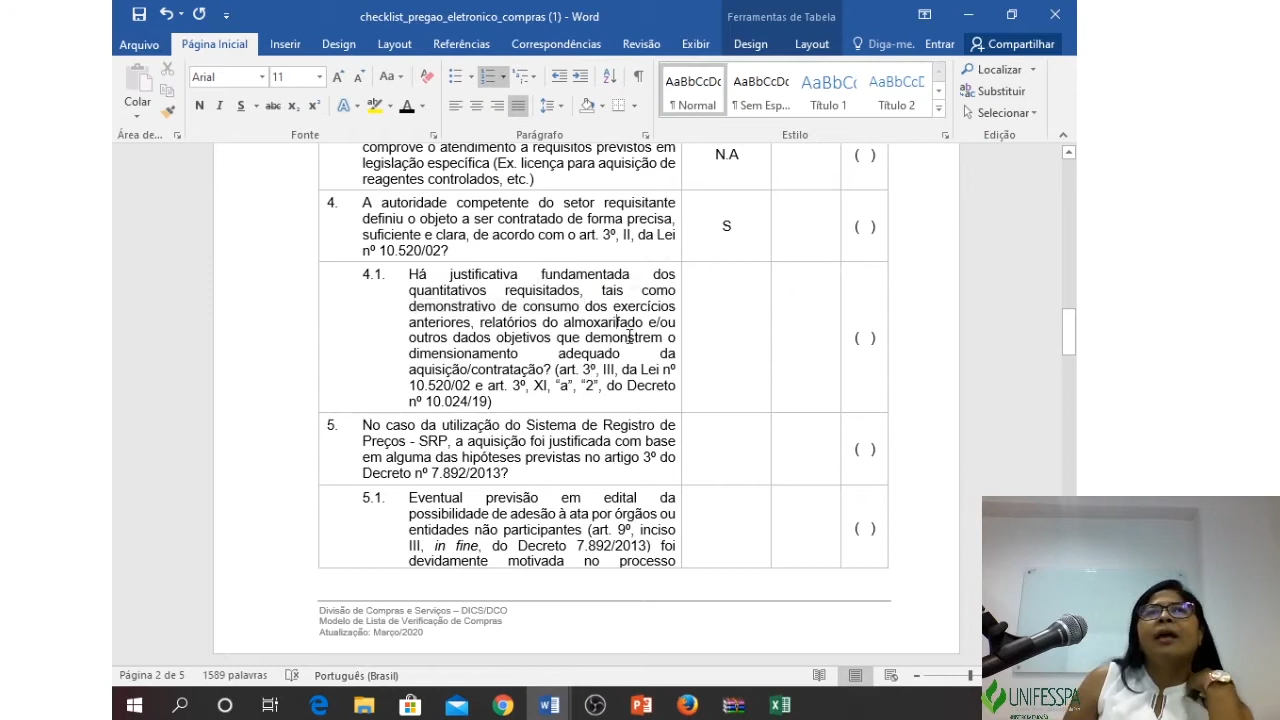 checklist_pregao_eletronico_compras (1) - Word
Ferramentas de Tabela
Arquivo Página Inicial Inserir Design Layout Referências Correspondências Revisão Exibir Design Layout Diga-me. Entrar Compartilhar
Arial 11 Aa
AaBbCcDc AaBbCcDc AaBbCc AaBbCcD
Localizar
Substituir
Colar
N I S abc x₂ x² A A
¶ Normal ¶ Sem Esp... Título 1 Título 2
Selecionar
Área de... Fonte Parágrafo Estilo Edição
comprove o atendimento a requisitos previstos em
legislação específica (Ex. licença para aquisição de
reagentes controlados, etc.)
N.A
( )
4. A autoridade competente do setor requisitante
definiu o objeto a ser contratado de forma precisa,
suficiente e clara, de acordo com o art. 3º, II, da Lei
nº 10.520/02?
S
( )
4.1. Há justificativa fundamentada dos
quantitativos requisitados, tais como
demonstrativo de consumo dos exercícios
anteriores, relatórios do almoxarifado e/ou
outros dados objetivos que demonstrem o
dimensionamento adequado da
aquisição/contratação? (art. 3º, III, da Lei nº
10.520/02 e art. 3º, XI, “a”, “2”, do Decreto
nº 10.024/19)
( )
5. No caso da utilização do Sistema de Registro de
Preços - SRP, a aquisição foi justificada com base
em alguma das hipóteses previstas no artigo 3º do
Decreto nº 7.892/2013?
( )
5.1. Eventual previsão em edital da
possibilidade de adesão à ata por órgãos ou
entidades não participantes (art. 9º, inciso
III, in fine, do Decreto 7.892/2013) foi
devidamente motivada no processo
( )
Divisão de Compras e Serviços – DICS/DCO
Modelo de Lista de Verificação de Compras
Atualização: Março/2020
Página 2 de 5 1589 palavras Português (Brasil)
UNIFESSPA